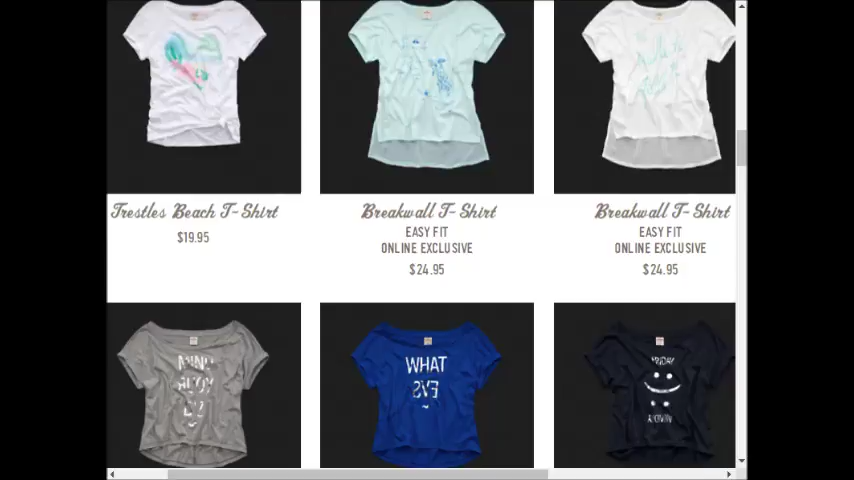 Trestles Beach T-Shirt
$19.95
Breakwall T-Shirt
EASY FIT
ONLINE EXCLUSIVE
$24.95
Breakwall T-Shirt
EASY FIT
ONLINE EXCLUSIVE
$24.95
WHAT